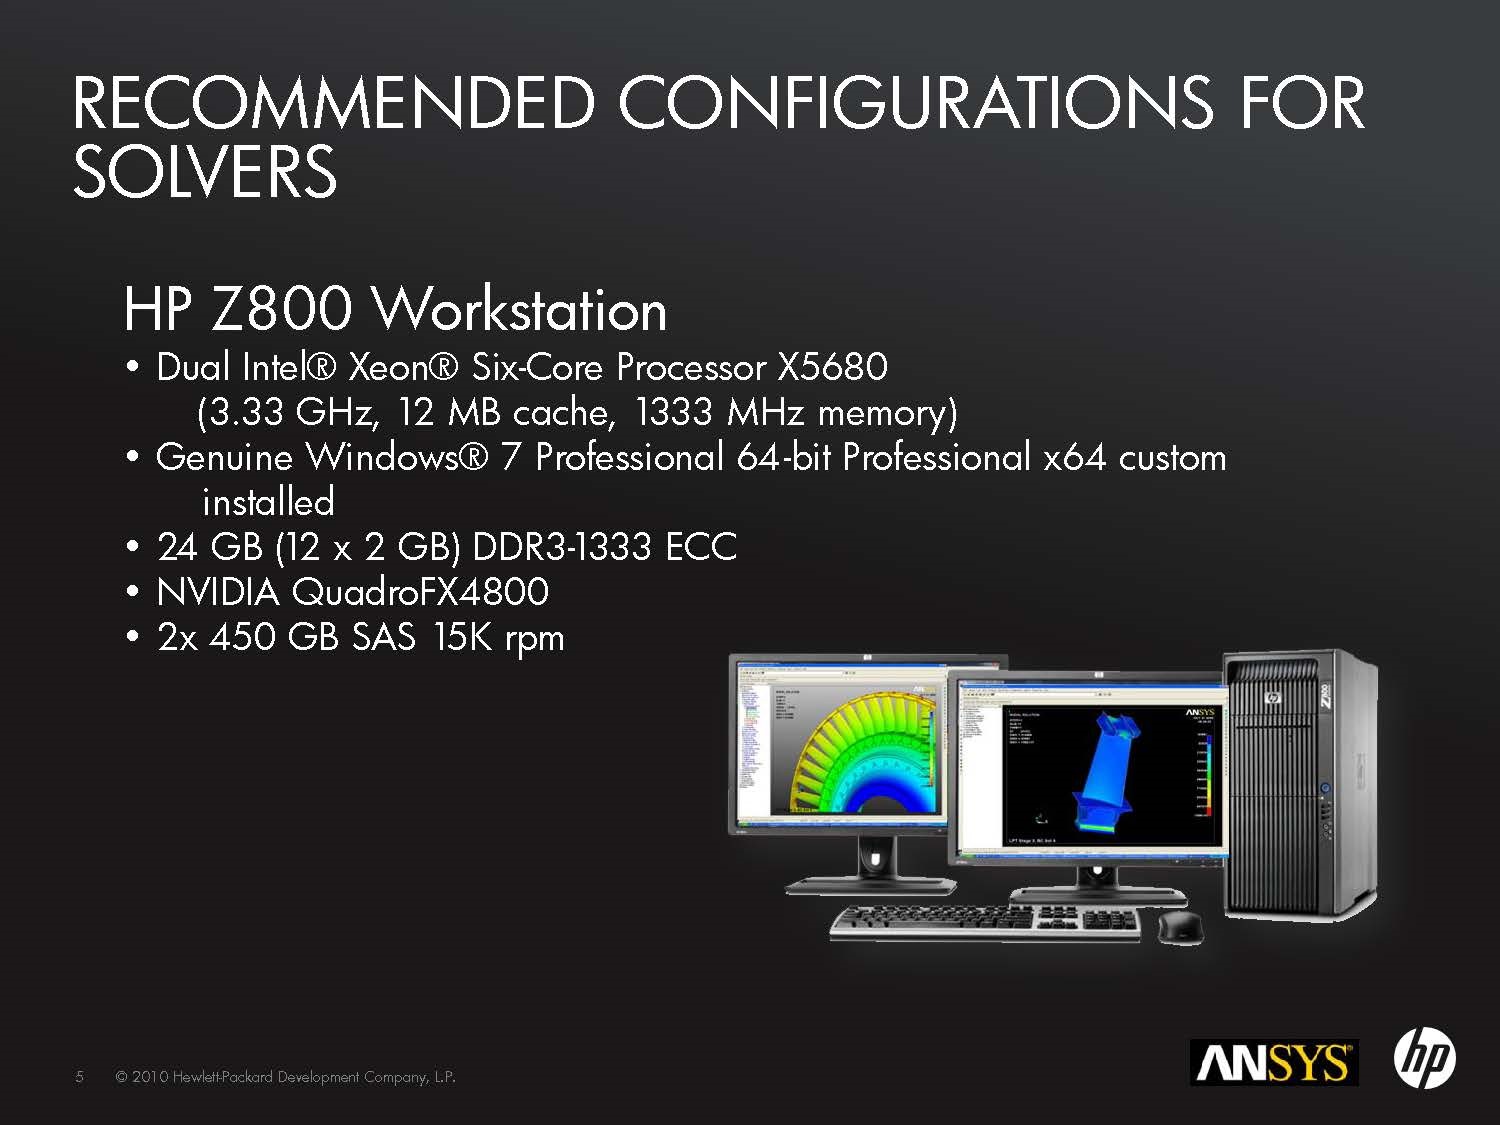 RECOMMENDED CONFIGURATIONS FOR
SOLVERS
HP Z800 Workstation
• Dual Intel® Xeon® Six-Core Processor X5680
(3.33 GHz, 12 MB cache, 1333 MHz memory)
• Genuine Windows® 7 Professional 64-bit Professional x64 custom
installed
• 24 GB (12 x 2 GB) DDR3-1333 ECC
• NVIDIA QuadroFX4800
• 2x 450 GB SAS 15K rpm
ANSYS
ANSYS
Z800
5 © 2010 Hewlett-Packard Development Company, L.P.
ANSYS®
hp